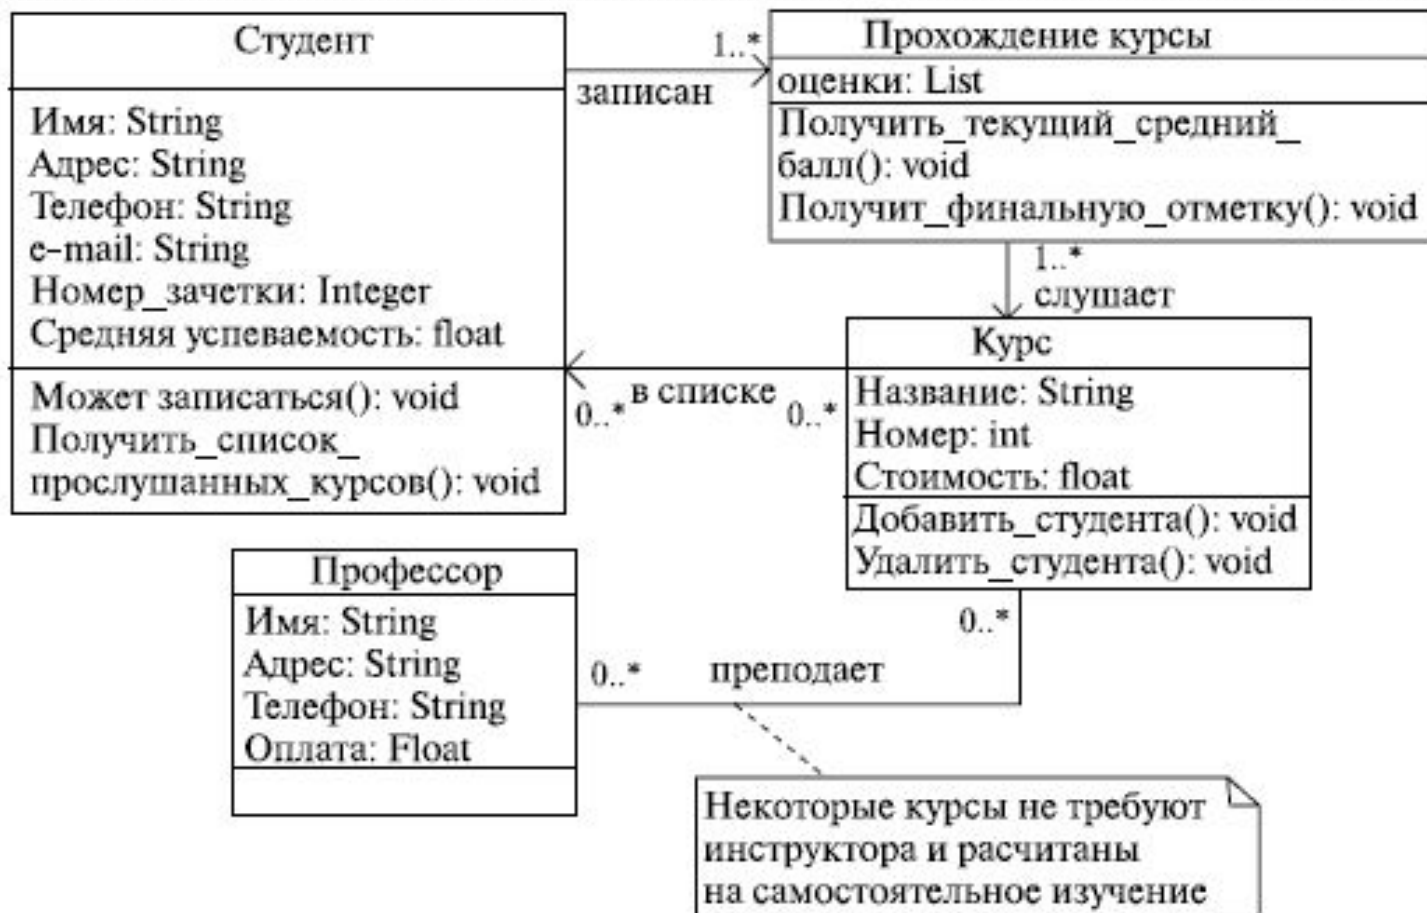 Студент
Имя: String
Адрес: String
Телефон: String
e-mail: String
Номер_зачетки: Integer
Средняя успеваемость: float
Может записаться(): void
Получить_список_
прослушанных_курсов(): void
1..*
записан
Прохождение курсы
оценки: List
Получить_текущий_средний_
балл(): void
Получит_финальную_отметку(): void
1..*
слушает
Курс
Название: String
Номер: int
Стоимость: float
Добавить_студента(): void
Удалить_студента(): void
0..* в списке 0..*
Профессор
Имя: String
Адрес: String
Телефон: String
Оплата: Float
0..*
0..* преподает
Некоторые курсы не требуют
инструктора и расчитаны
на самостоятельное изучение